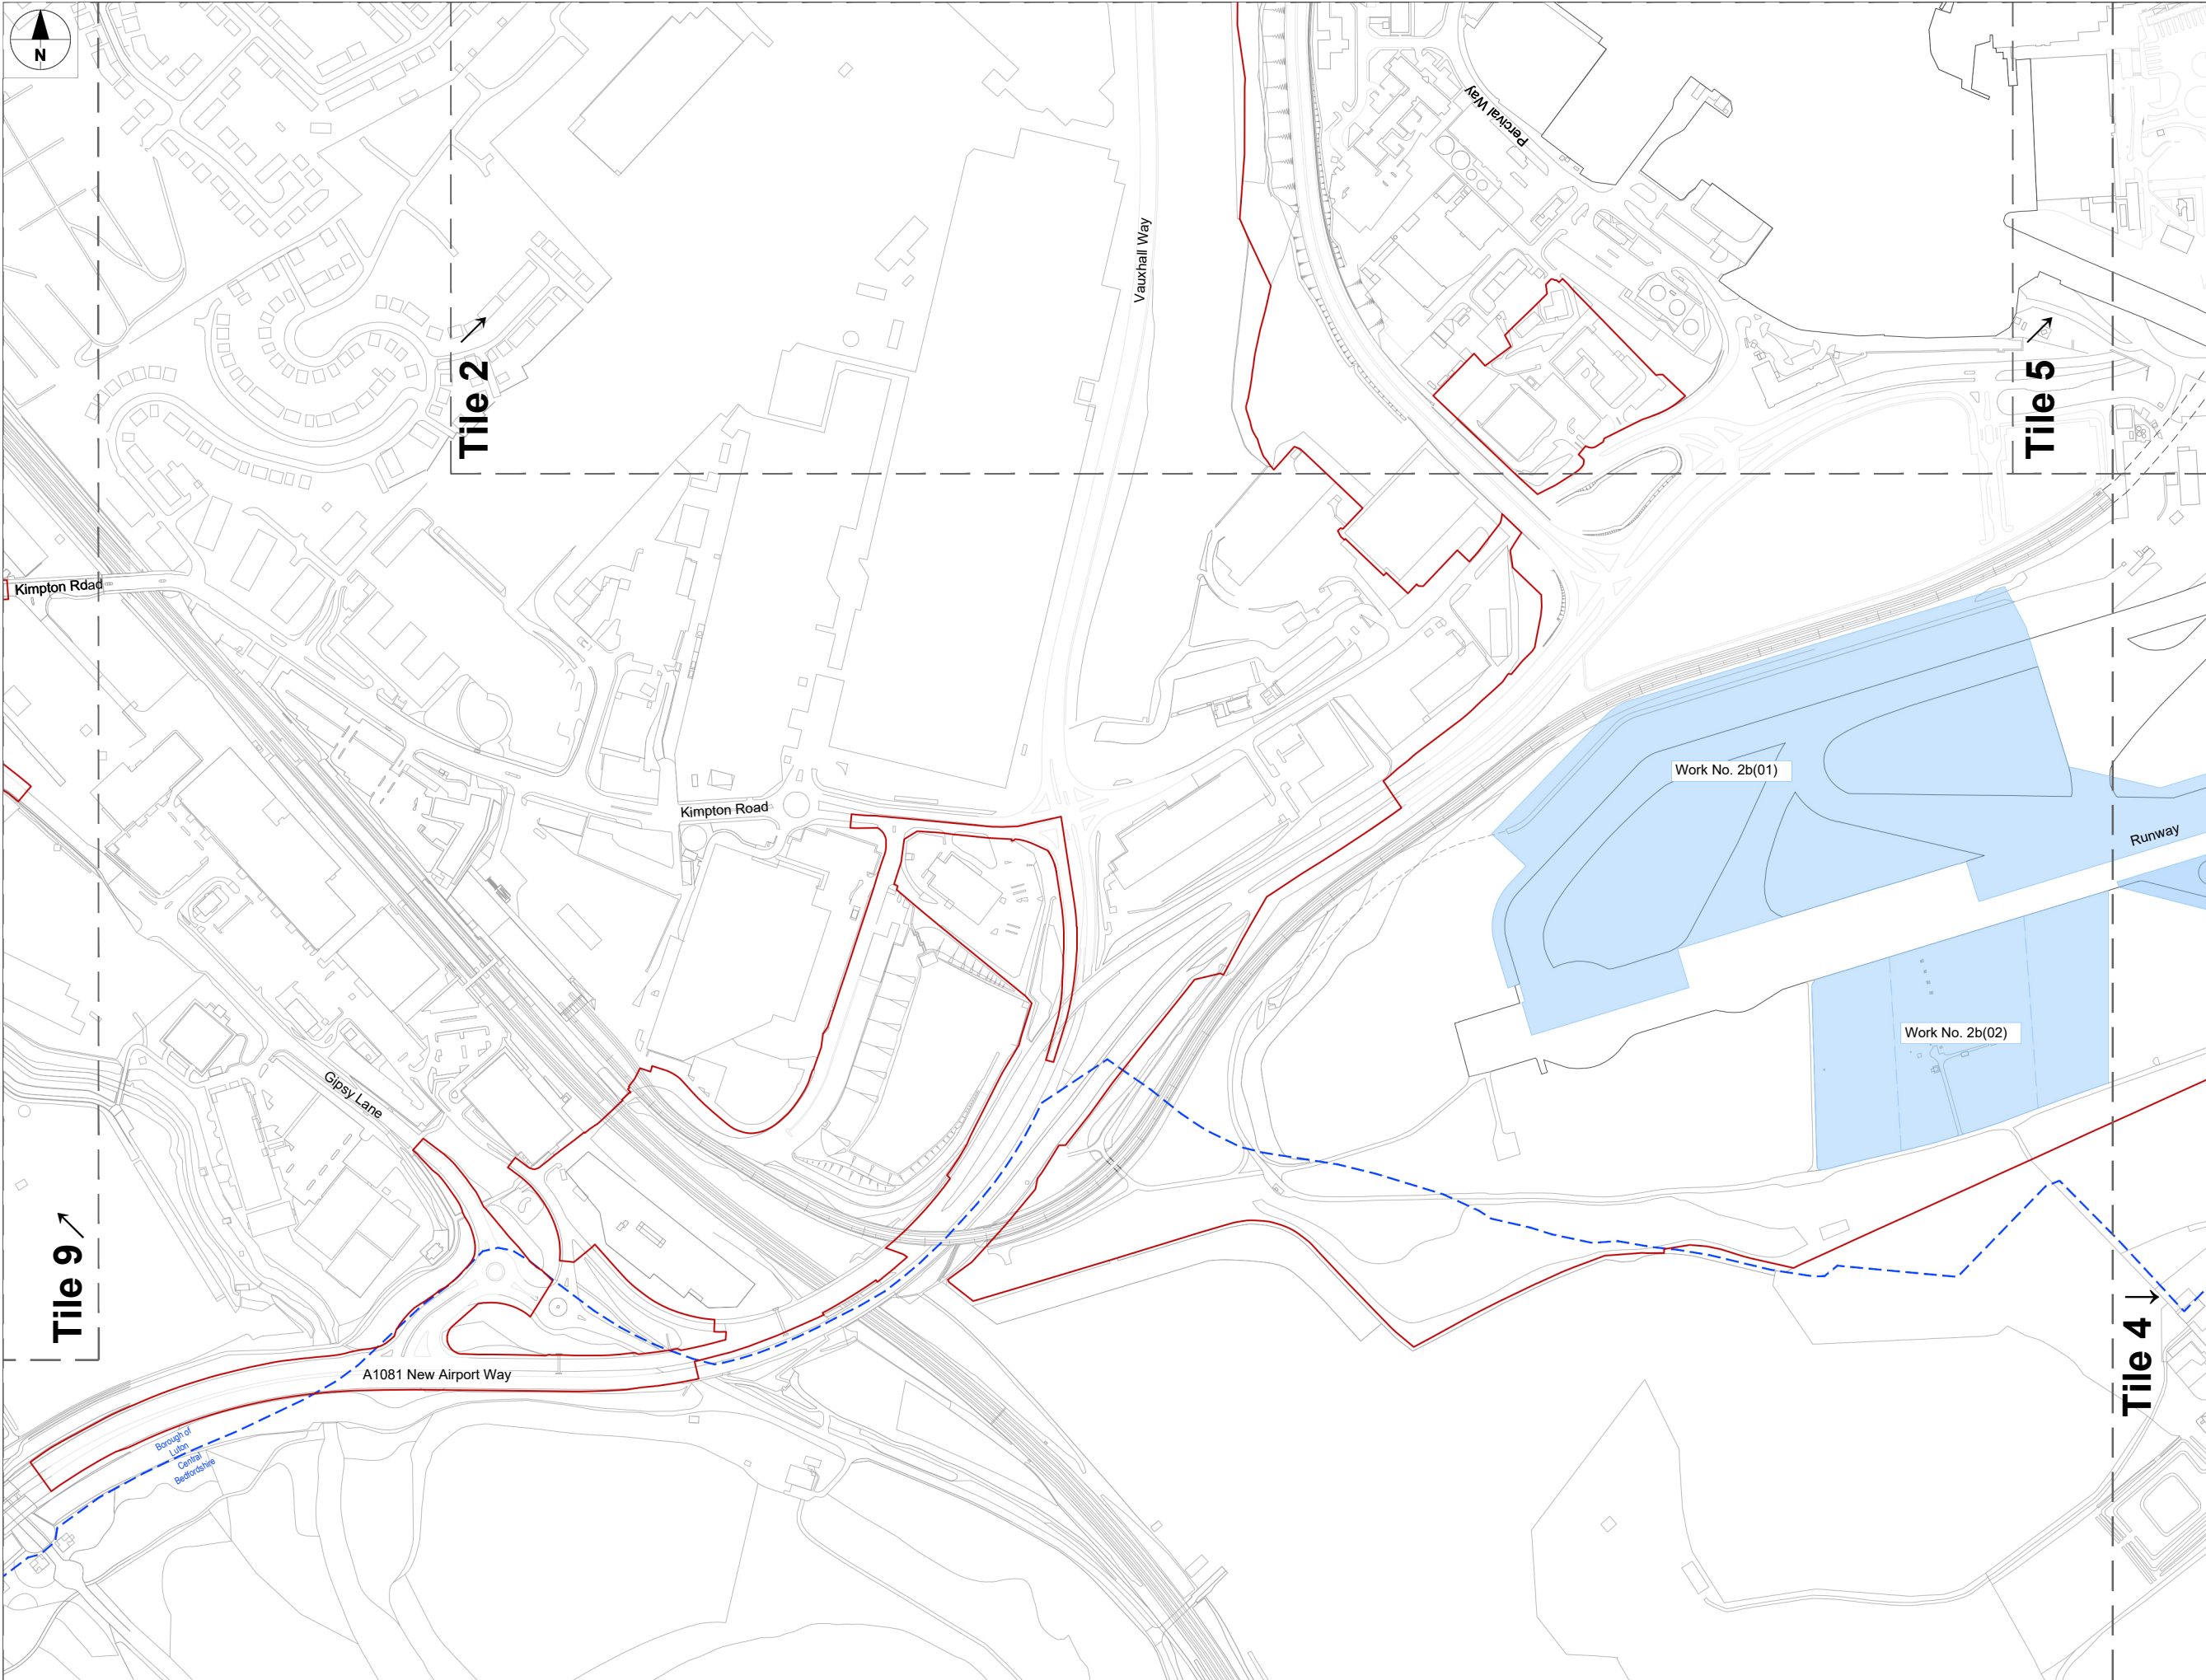 N
Percival Way
Vauxhall Way
Tile 2
Tile 5
Kimpton Road
Work No. 2b(01)
Kimpton Road
Runway
Work No. 2b(02)
Gipsy Lane
Tile 9
Tile 4
A1081 New Airport Way
Borough of
Luton
Central
Bedfordshire